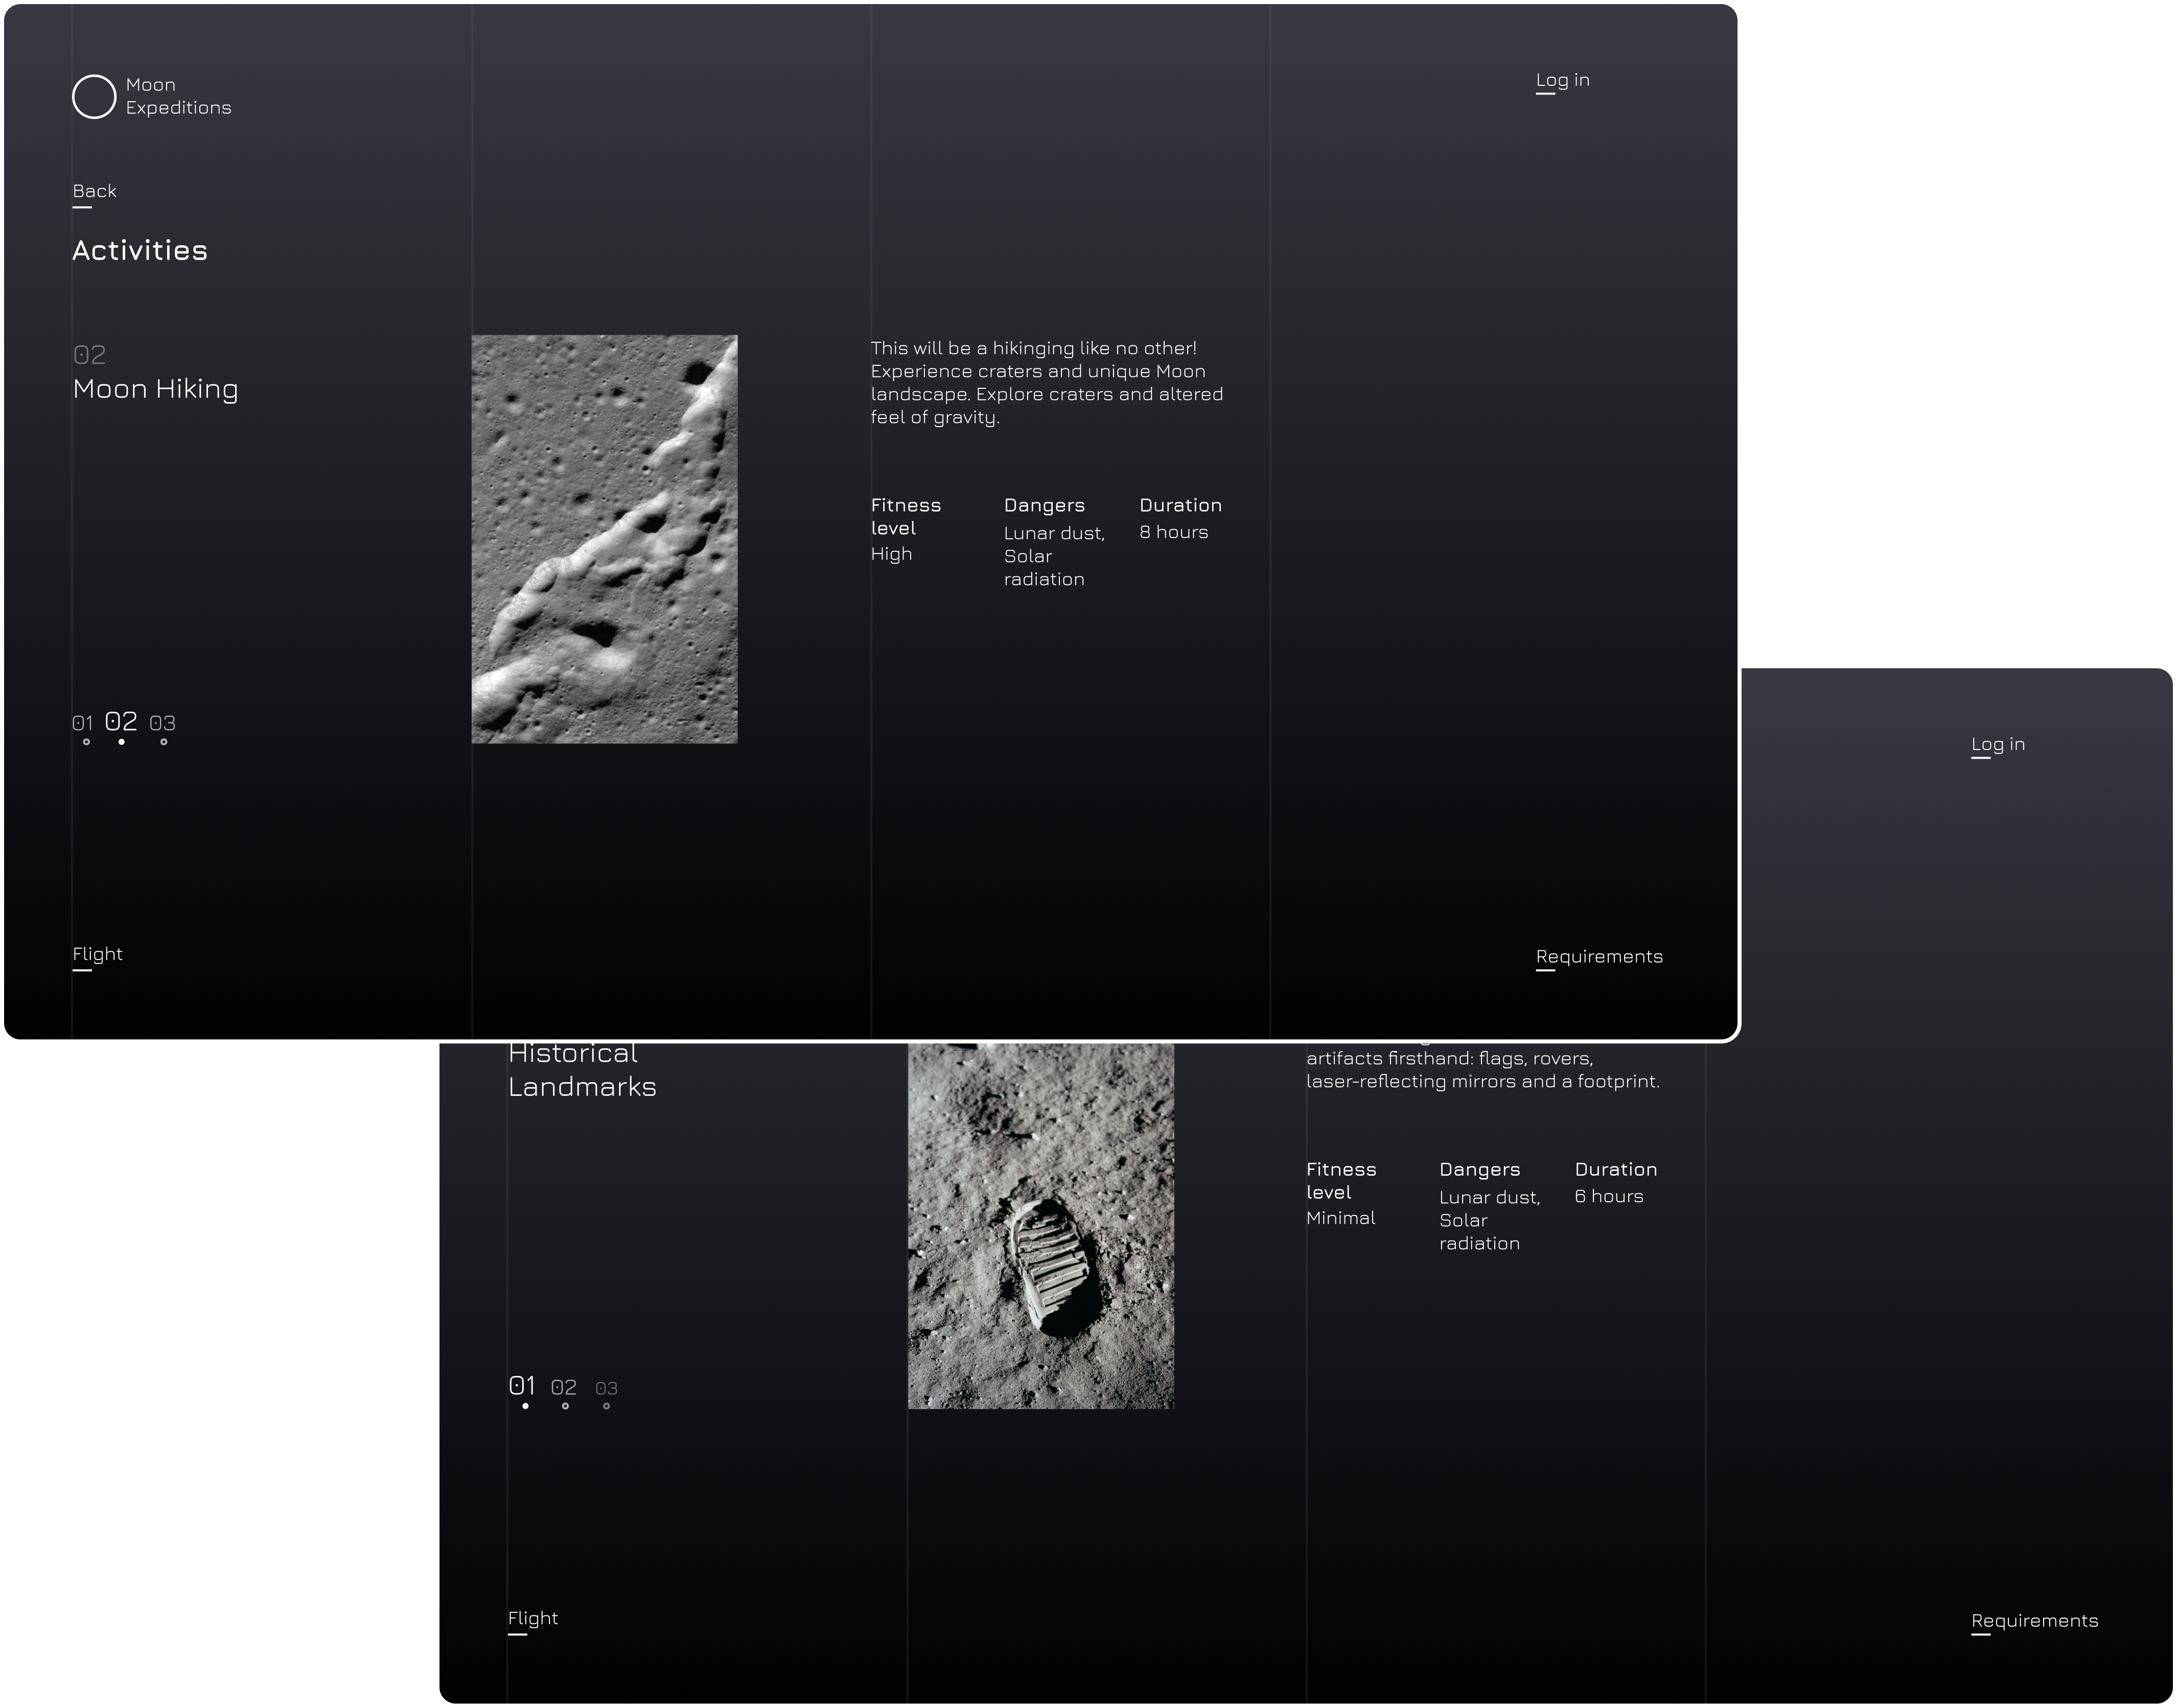 Moon
Expeditions
Log in
Back
Activities
02
Moon Hiking
This will be a hikinging like no other!
Experience craters and unique Moon
landscape. Explore craters and altered
feel of gravity.
Fitness
level
High
Dangers
Lunar dust,
Solar
radiation
Duration
8 hours
01 02 03
Flight
Requirements
Log in
Historical
Landmarks
artifacts firsthand: flags, rovers,
laser-reflecting mirrors and a footprint.
Fitness
level
Minimal
Dangers
Lunar dust,
Solar
radiation
Duration
6 hours
01 02 03
Flight
Requirements